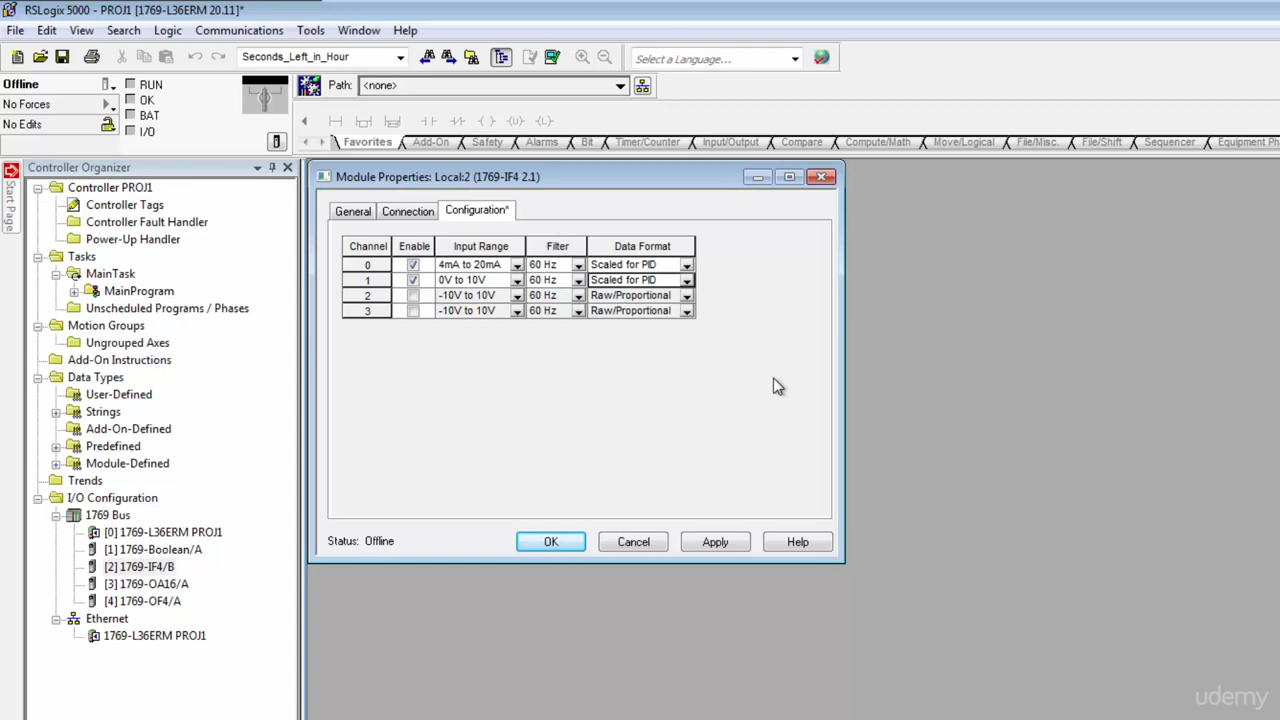 RSLogix 5000 - PROJ1 [1769-L36ERM 20.11]*
File Edit View Search Logic Communications Tools Window Help
Seconds_Left_in_Hour
Select a Language...
Offline
RUN
No Forces
OK
No Edits
BAT
I/O
Path: <none>
Favorites Add-On Safety Alarms Bit Timer/Counter Input/Output Compare Compute/Math Move/Logical File/Misc. File/Shift Sequencer Equipment Ph
Start Page
Controller Organizer
Controller PROJ1
Controller Tags
Controller Fault Handler
Power-Up Handler
Tasks
MainTask
MainProgram
Unscheduled Programs / Phases
Motion Groups
Ungrouped Axes
Add-On Instructions
Data Types
User-Defined
Strings
Add-On-Defined
Predefined
Module-Defined
Trends
I/O Configuration
1769 Bus
[0] 1769-L36ERM PROJ1
[1] 1769-Boolean/A
[2] 1769-IF4/B
[3] 1769-OA16/A
[4] 1769-OF4/A
Ethernet
1769-L36ERM PROJ1
Module Properties: Local:2 (1769-IF4 2.1)
General Connection Configuration*
Channel Enable Input Range Filter Data Format
0 4mA to 20mA 60 Hz Scaled for PID
1 0V to 10V 60 Hz Scaled for PID
2 -10V to 10V 60 Hz Raw/Proportional
3 -10V to 10V 60 Hz Raw/Proportional
Status: Offline
OK Cancel Apply Help
udemy